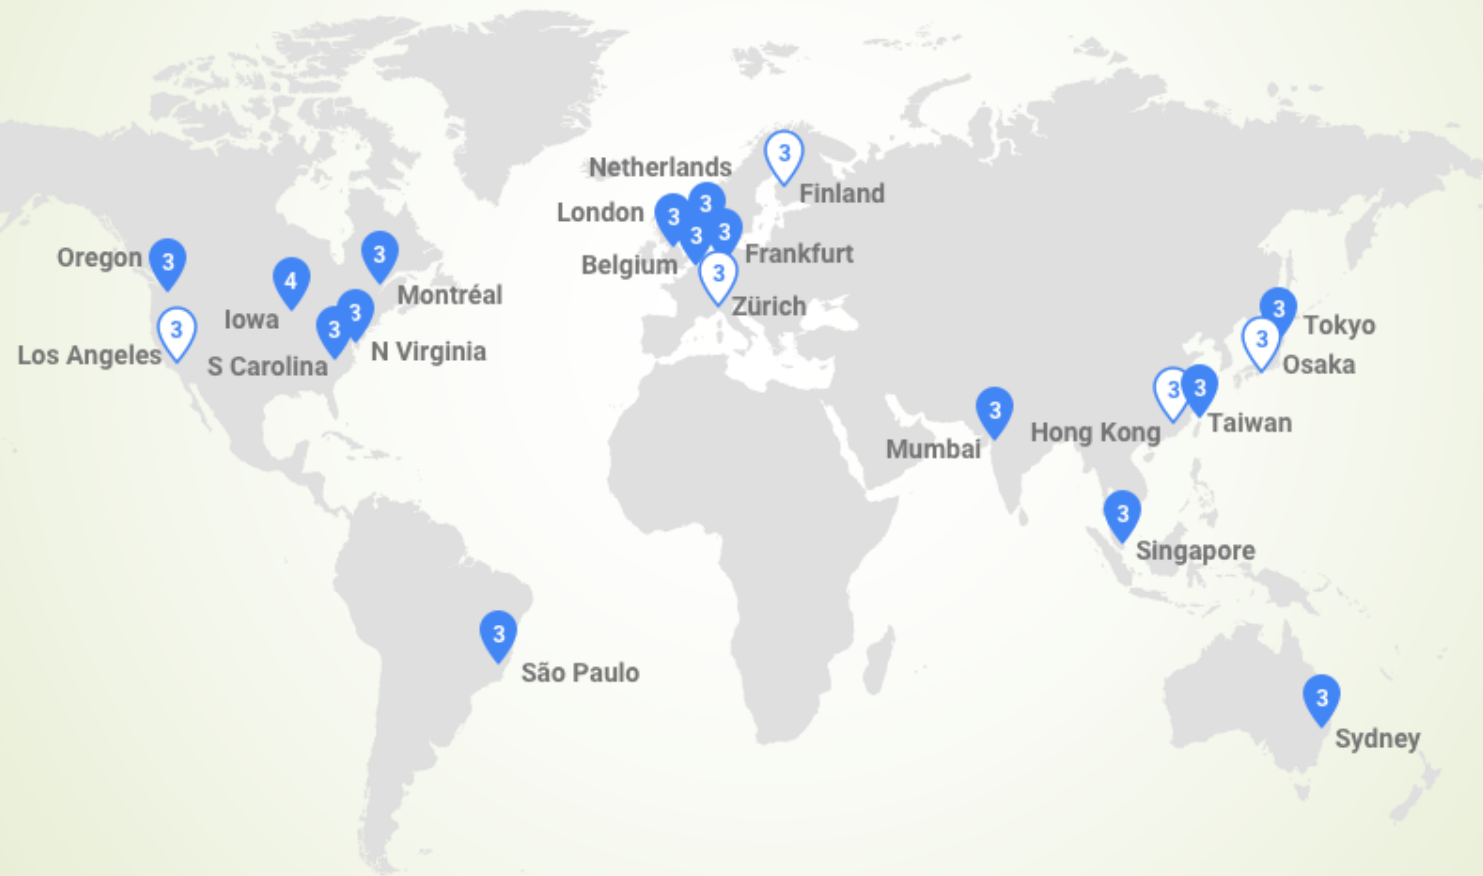 3
Finland
Netherlands
3
London
3
3
3
Belgium
Frankfurt
3
Zürich
Oregon
3
3
Montréal
4
Iowa
3
Los Angeles
3
S Carolina
3
N Virginia
3
Tokyo
3
Osaka
3
Mumbai
3
Hong Kong
3
Taiwan
3
Singapore
3
São Paulo
3
Sydney